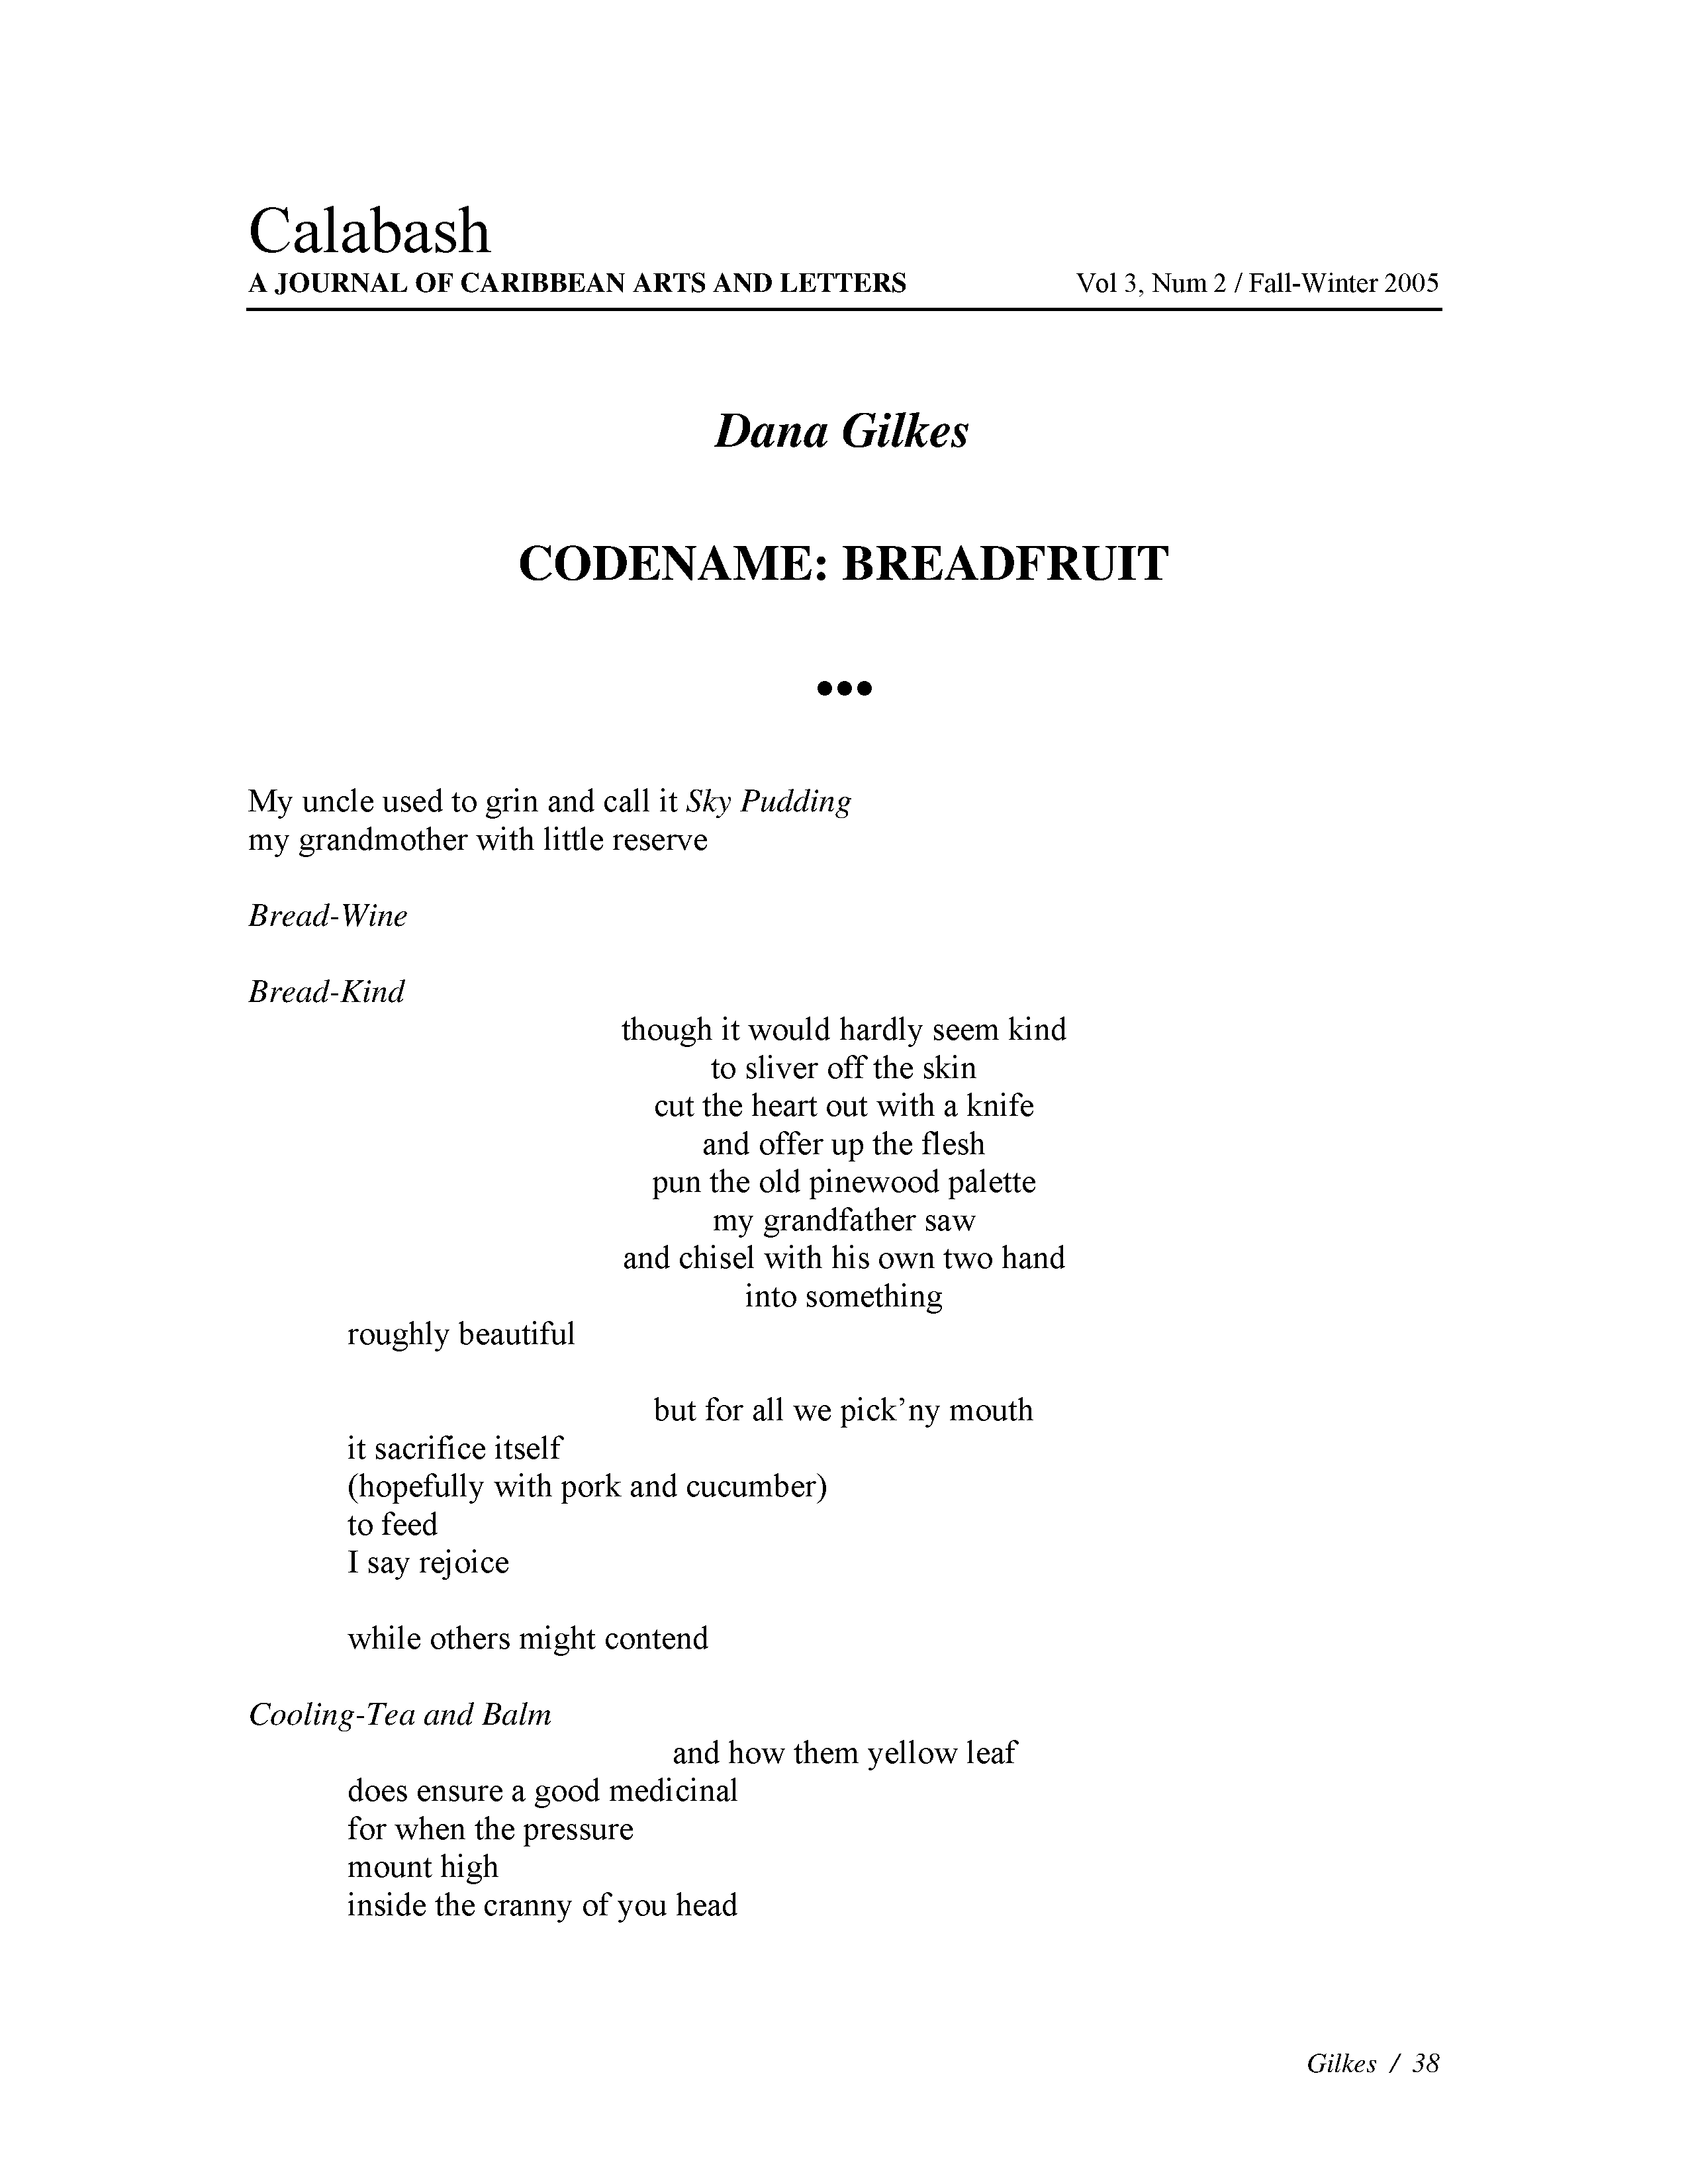 Calabash
A JOURNAL OF CARIBBEAN ARTS AND LETTERS Vol 3, Num 2 / Fall-Winter 2005
Dana Gilkes
CODENAME: BREADFRUIT
•••
My uncle used to grin and call it Sky Pudding
my grandmother with little reserve
Bread-Wine
Bread-Kind
though it would hardly seem kind
to sliver off the skin
cut the heart out with a knife
and offer up the flesh
pun the old pinewood palette
my grandfather saw
and chisel with his own two hand
into something
roughly beautiful
but for all we pick’ny mouth
it sacrifice itself
(hopefully with pork and cucumber)
to feed
I say rejoice
while others might contend
Cooling-Tea and Balm
and how them yellow leaf
does ensure a good medicinal
for when the pressure
mount high
inside the cranny of you head
Gilkes / 38